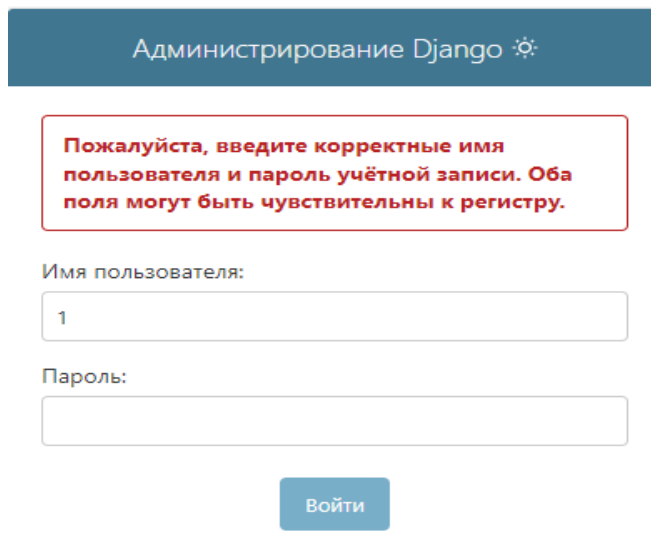 Администрирование Django
Пожалуйста, введите корректные имя
пользователя и пароль учётной записи. Оба
поля могут быть чувствительны к регистру.
Имя пользователя:
1
Пароль:
Войти